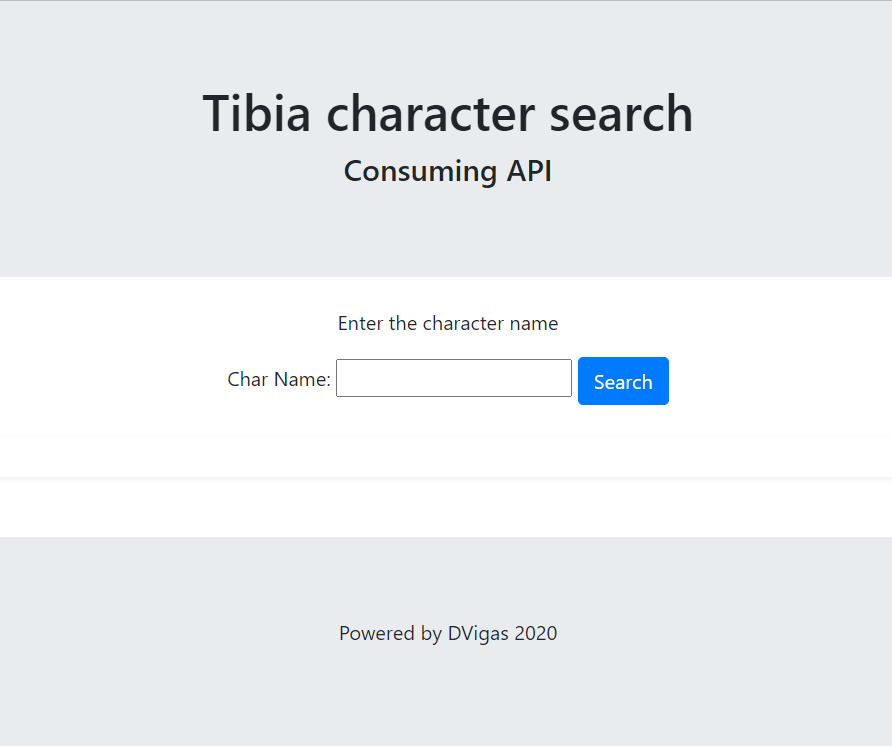 Tibia character search
Consuming API
Enter the character name
Char Name:
Search
Powered by DVigas 2020